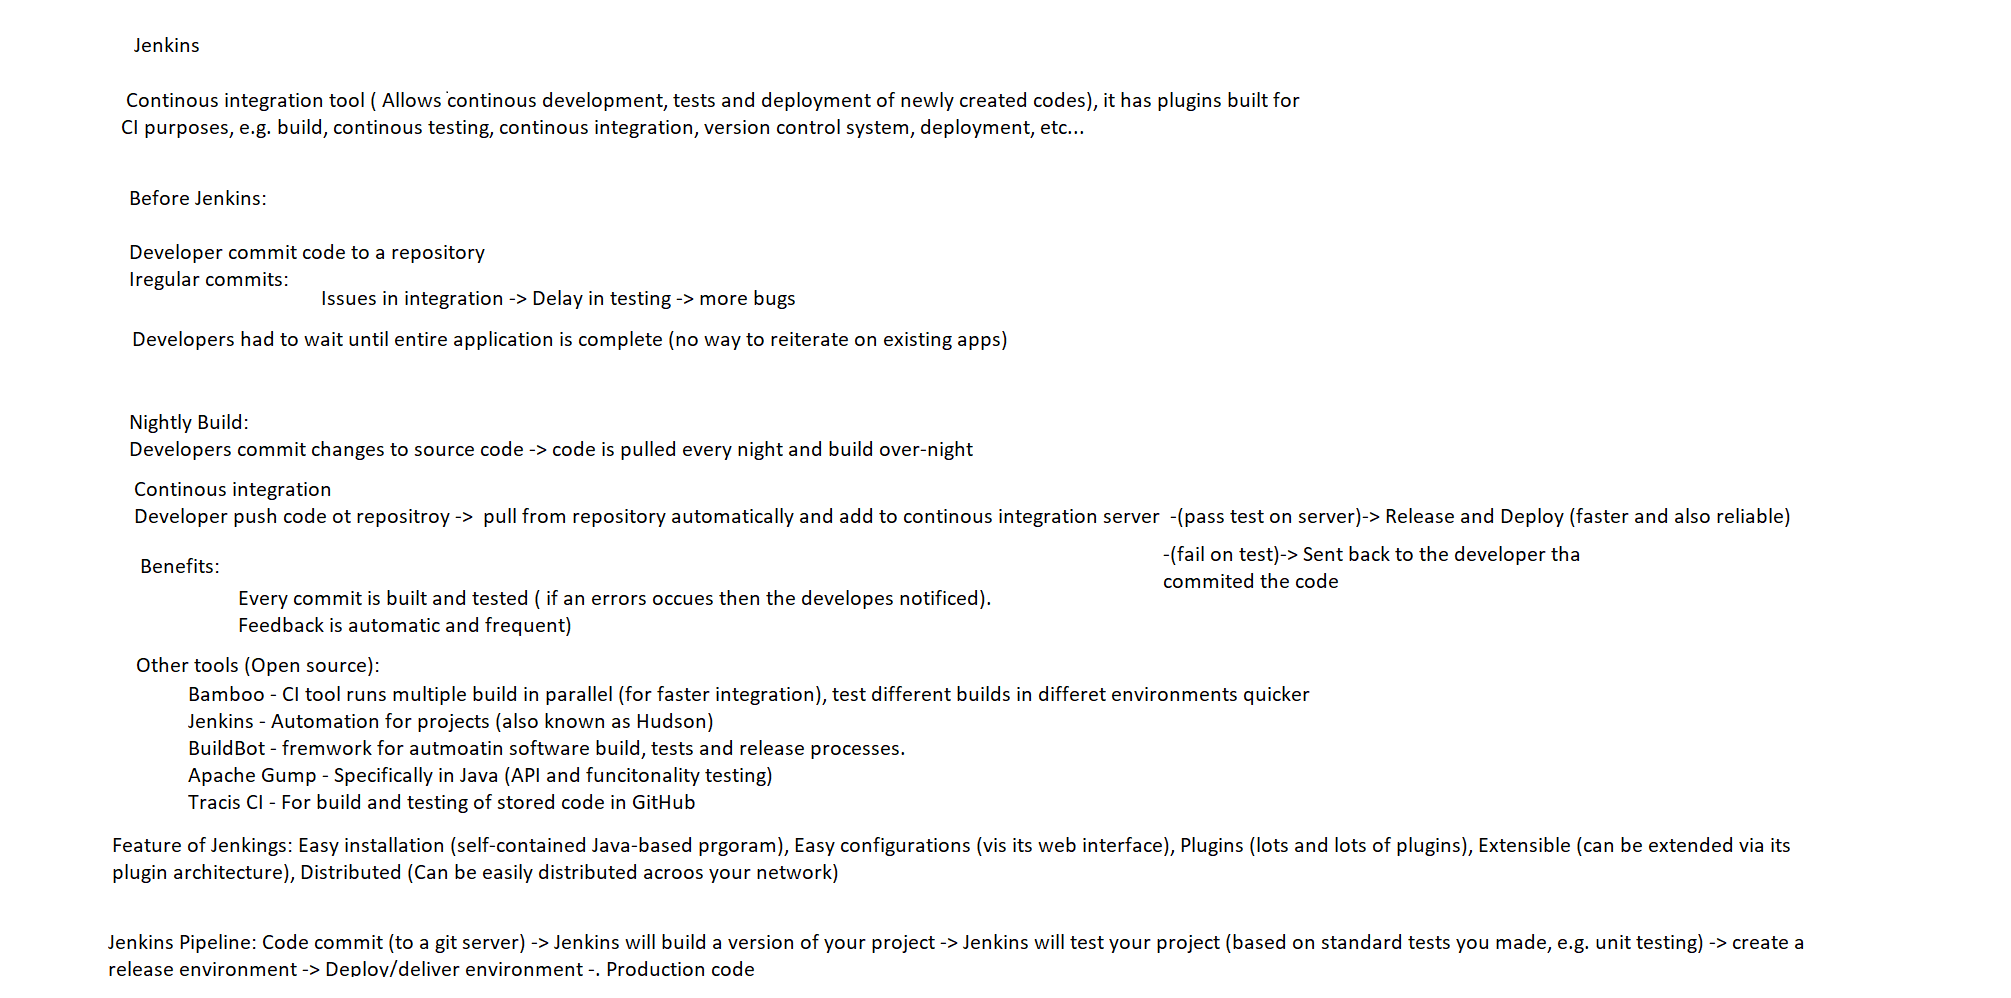 Jenkins
Continous integration tool ( Allows continous development, tests and deployment of newly created codes), it has plugins built for
CI purposes, e.g. build, continous testing, continous integration, version control system, deployment, etc...
Before Jenkins:
Developer commit code to a repository
Iregular commits:
Issues in integration -> Delay in testing -> more bugs
Developers had to wait until entire application is complete (no way to reiterate on existing apps)
Nightly Build:
Developers commit changes to source code -> code is pulled every night and build over-night
Continous integration
Developer push code ot repositroy -> pull from repository automatically and add to continous integration server -(pass test on server)-> Release and Deploy (faster and also reliable)
-(fail on test)-> Sent back to the developer tha
commited the code
Benefits:
Every commit is built and tested ( if an errors occues then the developes notificed).
Feedback is automatic and frequent)
Other tools (Open source):
Bamboo - CI tool runs multiple build in parallel (for faster integration), test different builds in differet environments quicker
Jenkins - Automation for projects (also known as Hudson)
BuildBot - fremwork for autmoatin software build, tests and release processes.
Apache Gump - Specifically in Java (API and funcitonality testing)
Tracis CI - For build and testing of stored code in GitHub
Feature of Jenkings: Easy installation (self-contained Java-based prgoram), Easy configurations (vis its web interface), Plugins (lots and lots of plugins), Extensible (can be extended via its
plugin architecture), Distributed (Can be easily distributed acroos your network)
Jenkins Pipeline: Code commit (to a git server) -> Jenkins will build a version of your project -> Jenkins will test your project (based on standard tests you made, e.g. unit testing) -> create a
release environment -> Deploy/deliver environment -. Production code